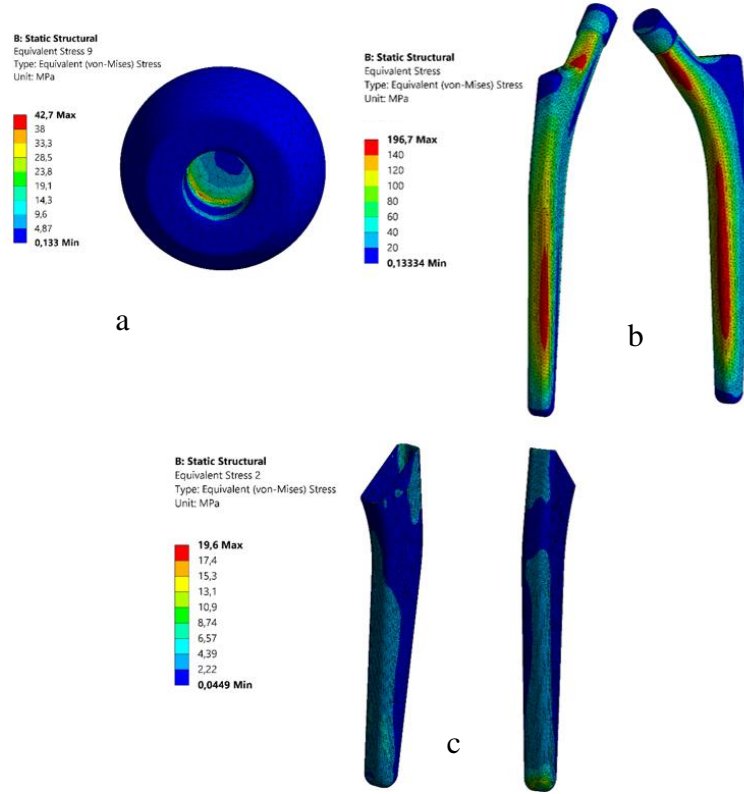 B: Static Structural
Equivalent Stress 9
Type: Equivalent (von-Mises) Stress
Unit: MPa
42,7 Max
38
33,3
28,5
23,8
19,1
14,3
9,6
4,87
0,133 Min
a
B: Static Structural
Equivalent Stress
Type: Equivalent (von-Mises) Stress
Unit: MPa
196,7 Max
140
120
100
80
60
40
20
0,13334 Min
b
B: Static Structural
Equivalent Stress 2
Type: Equivalent (von-Mises) Stress
Unit: MPa
19,6 Max
17,4
15,3
13,1
10,9
8,74
6,57
4,39
2,22
0,0449 Min
c